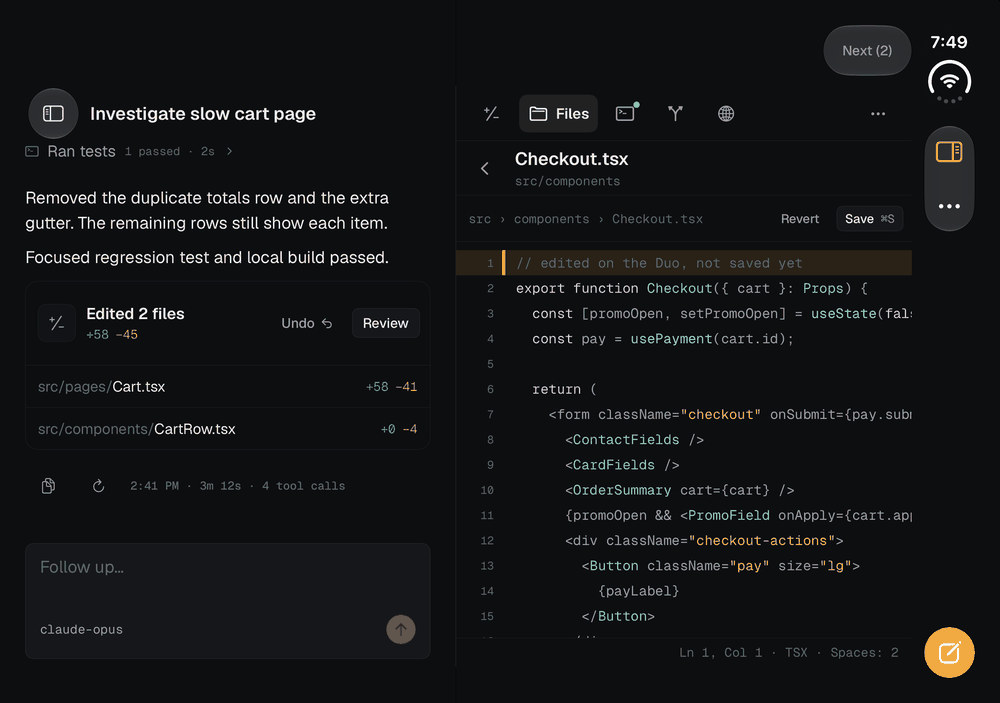 Next (2)
7:49
Investigate slow cart page
Ran tests 1 passed · 2s
Removed the duplicate totals row and the extra
gutter. The remaining rows still show each item.
Focused regression test and local build passed.
Edited 2 files
+58 −45
Undo
Review
src/pages/Cart.tsx +58 −41
src/components/CartRow.tsx +0 −4
2:41 PM · 3m 12s · 4 tool calls
Follow up…
claude-opus
Files
Checkout.tsx
src/components
src › components › Checkout.tsx
Revert
Save ⌘S
1 // edited on the Duo, not saved yet
2 export function Checkout({ cart }: Props) {
3 const [promoOpen, setPromoOpen] = useState(fals
4 const pay = usePayment(cart.id);
5
6 return (
7 <form className="checkout" onSubmit={pay.subm
8 <ContactFields />
9 <CardFields />
10 <OrderSummary cart={cart} />
11 {promoOpen && <PromoField onApply={cart.app
12 <div className="checkout-actions">
13 <Button className="pay" size="lg">
14 {payLabel}
15 </Button>
Ln 1, Col 1 · TSX · Spaces: 2